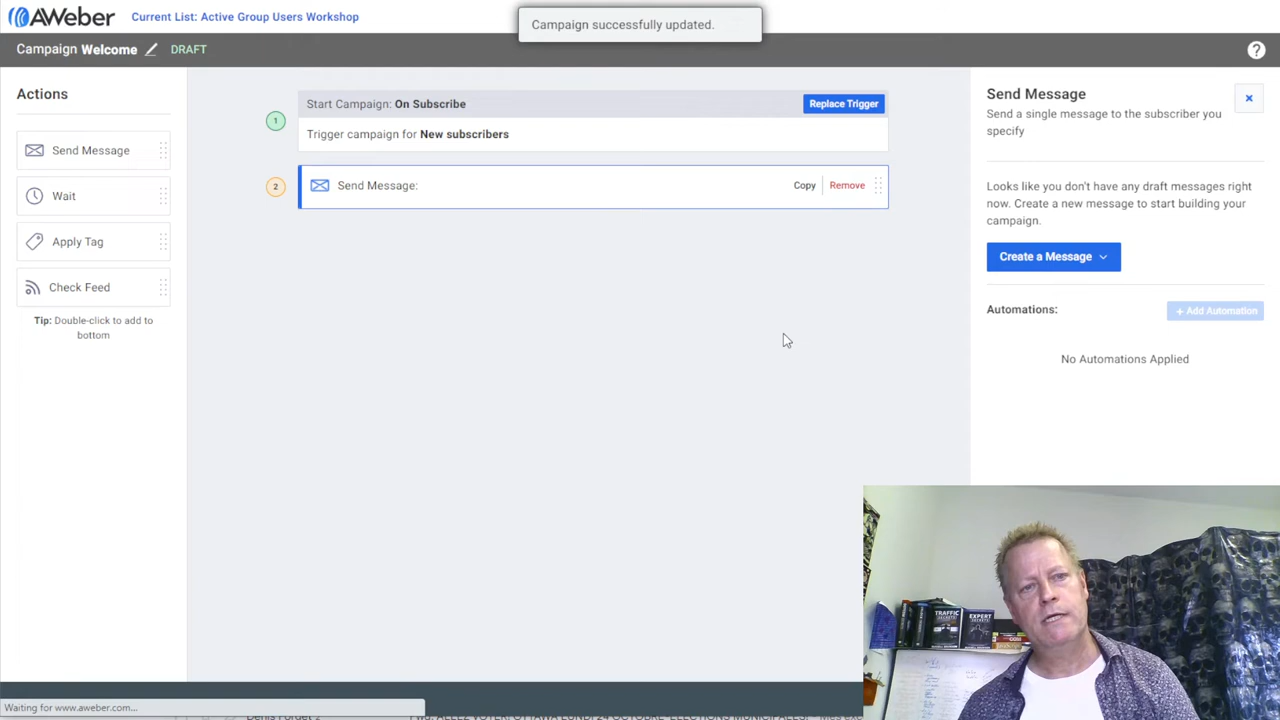 AWeber
Current List: Active Group Users Workshop
Campaign successfully updated.
Campaign Welcome
DRAFT
?
Actions
Send Message
Wait
Apply Tag
Check Feed
Tip: Double-click to add to
bottom
1
Start Campaign: On Subscribe
Replace Trigger
Trigger campaign for New subscribers
2
Send Message:
Copy
Remove
Send Message
Send a single message to the subscriber you
specify
Looks like you don't have any draft messages right
now. Create a new message to start building your
campaign.
Create a Message
Automations:
+ Add Automation
No Automations Applied
TRAFFIC
SECRETS
EXPERT
SECRETS
Waiting for www.aweber.com...